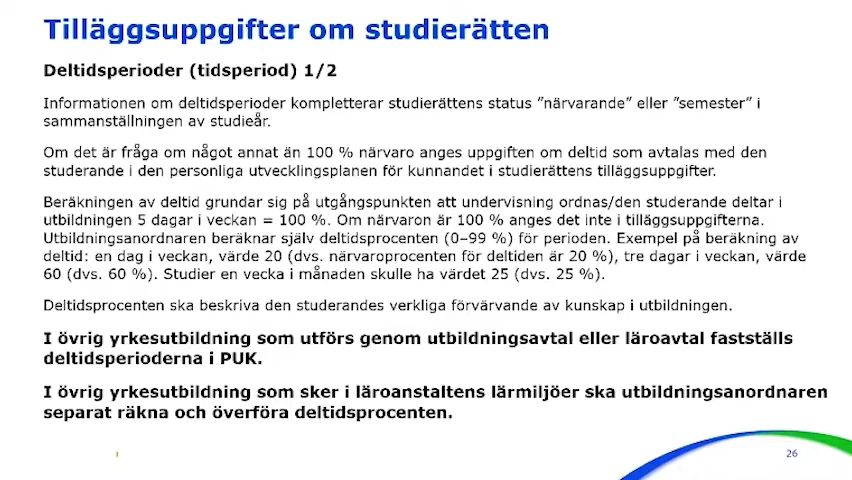 Tilläggsuppgifter om studierätten
Deltidsperioder (tidsperiod) 1/2
Informationen om deltidsperioder kompletterar studierättens status ”närvarande” eller ”semester” i
sammanställningen av studieår.
Om det är fråga om något annat än 100 % närvaro anges uppgiften om deltid som avtalas med den
studerande i den personliga utvecklingsplanen för kunnandet i studierättens tilläggsuppgifter.
Beräkningen av deltid grundar sig på utgångspunkten att undervisning ordnas/den studerande deltar i
utbildningen 5 dagar i veckan = 100 %. Om närvaron är 100 % anges det inte i tilläggsuppgifterna.
Utbildningsanordnaren beräknar själv deltidsprocenten (0–99 %) för perioden. Exempel på beräkning av
deltid: en dag i veckan, värde 20 (dvs. närvaroprocenten för deltiden är 20 %), tre dagar i veckan, värde
60 (dvs. 60 %). Studier en vecka i månaden skulle ha värdet 25 (dvs. 25 %).
Deltidsprocenten ska beskriva den studerandes verkliga förvärvande av kunskap i utbildningen.
I övrig yrkesutbildning som utförs genom utbildningsavtal eller läroavtal fastställs
deltidsperioderna i PUK.
I övrig yrkesutbildning som sker i läroanstaltens lärmiljöer ska utbildningsanordnaren
separat räkna och överföra deltidsprocenten.
26